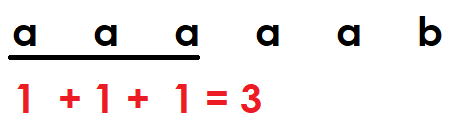 a a a a a b
1 + 1 + 1 = 3